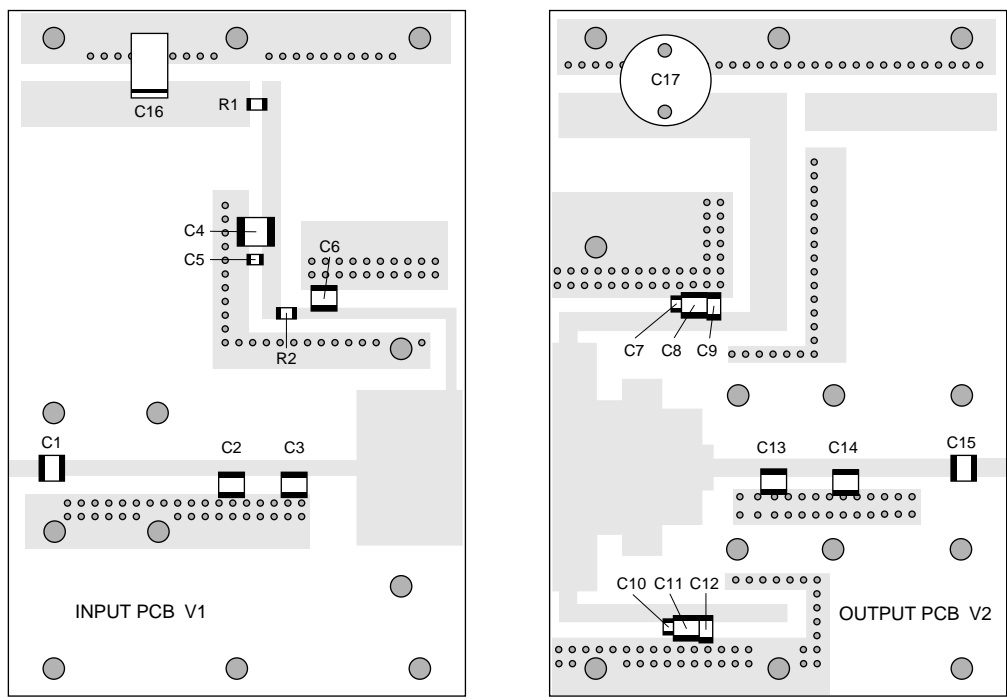 C16
R1
C4
C6
C5
R2
C1
C2
C3
INPUT PCB V1
C17
C7
C8
C9
C13
C14
C15
C10
C11
C12
OUTPUT PCB V2